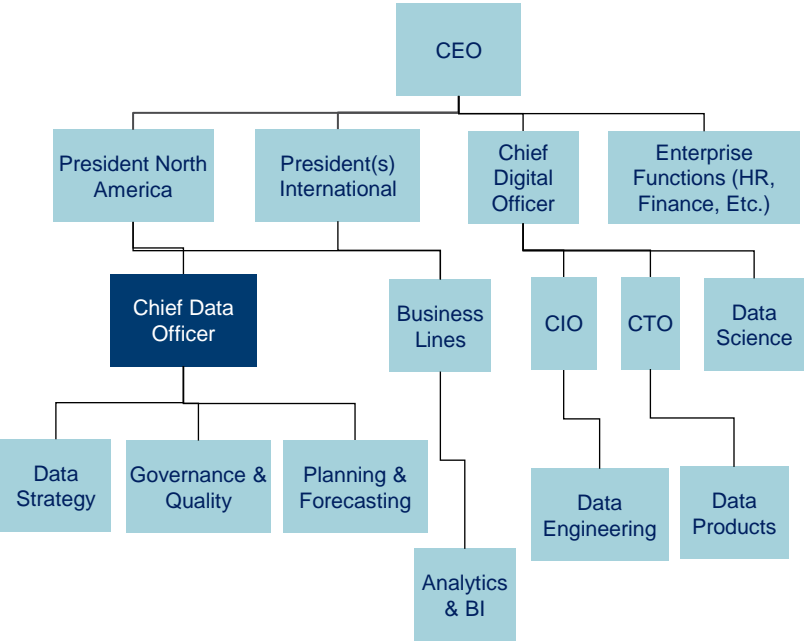 CEO
President North
America
President(s)
International
Chief
Digital
Officer
Enterprise
Functions (HR,
Finance, Etc.)
Chief Data
Officer
Business
Lines
CIO
CTO
Data
Science
Data
Strategy
Governance &
Quality
Planning &
Forecasting
Data
Engineering
Data
Products
Analytics
& BI